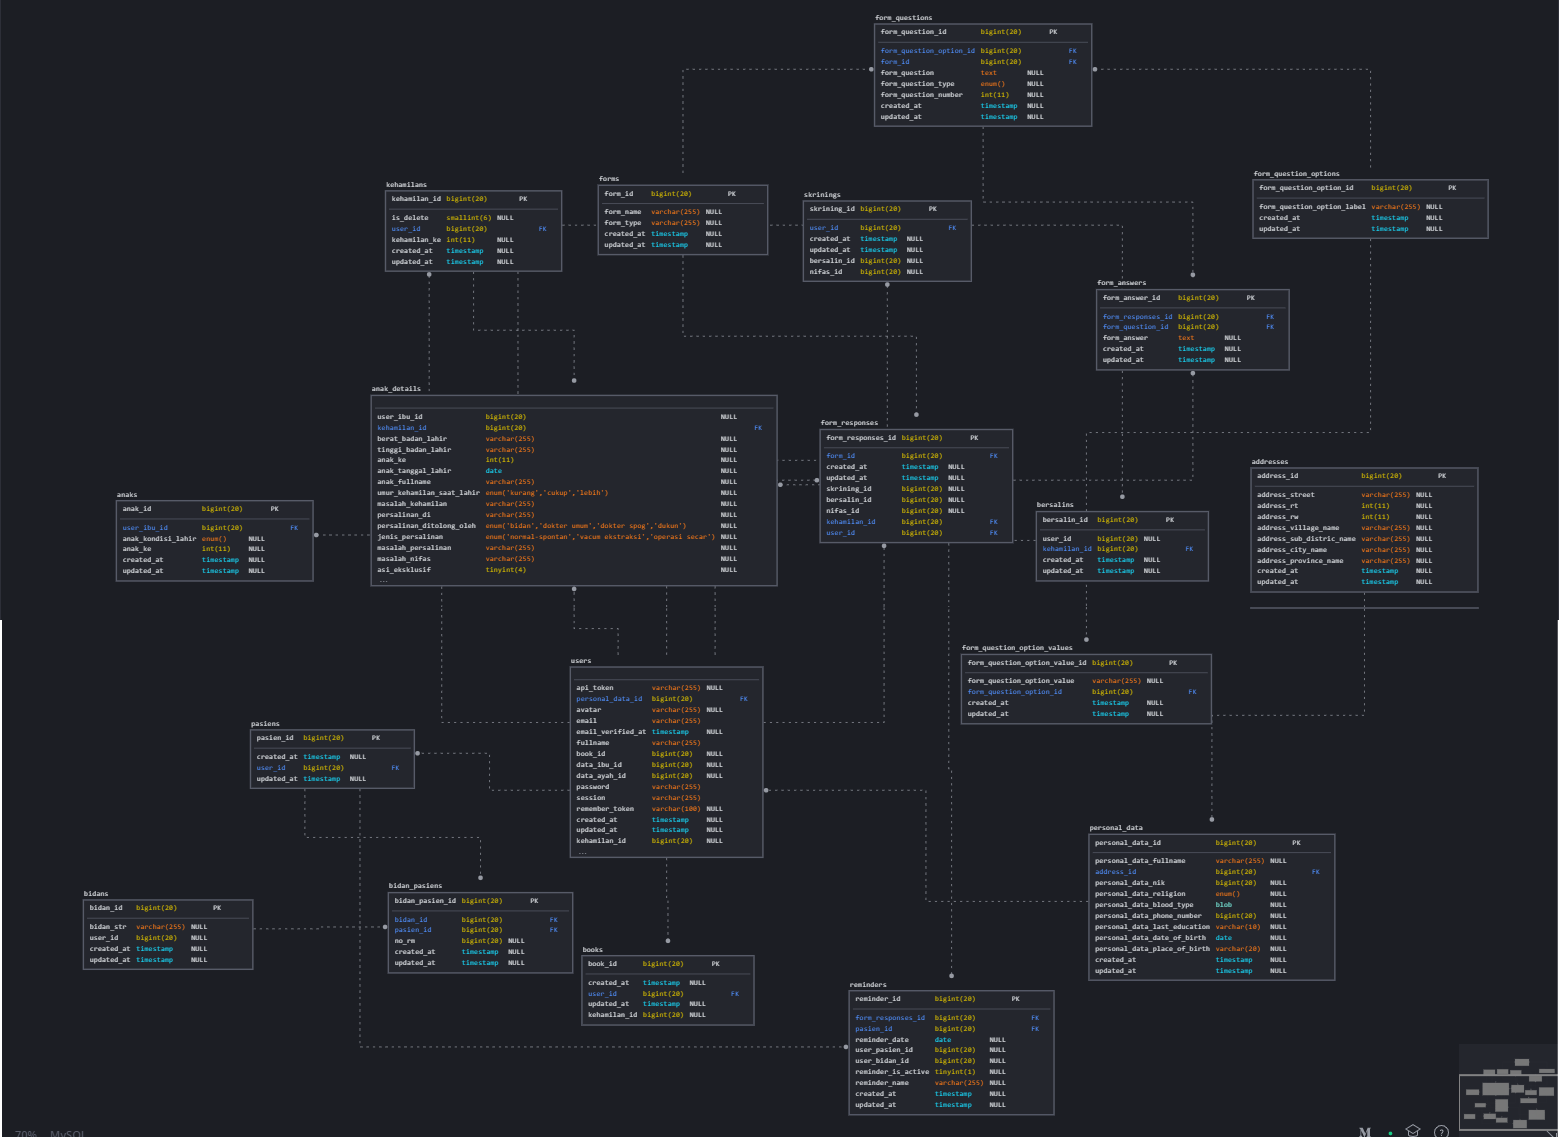 form_questions
form_question_id bigint(20) PK
form_question_option_id bigint(20) FK
form_id bigint(20) FK
form_question text NULL
form_question_type enum() NULL
form_question_number int(11) NULL
created_at timestamp NULL
updated_at timestamp NULL
kehamilans
kehamilan_id bigint(20) PK
is_delete smallint(6) NULL
user_id bigint(20) FK
kehamilan_ke int(11) NULL
created_at timestamp NULL
updated_at timestamp NULL
forms
form_id bigint(20) PK
form_name varchar(255) NULL
form_type varchar(255) NULL
created_at timestamp NULL
updated_at timestamp NULL
skrinings
skrining_id bigint(20) PK
user_id bigint(20) FK
created_at timestamp NULL
updated_at timestamp NULL
bersalin_id bigint(20) NULL
nifas_id bigint(20) NULL
form_question_options
form_question_option_id bigint(20) PK
form_question_option_label varchar(255) NULL
created_at timestamp NULL
updated_at timestamp NULL
form_answers
form_answer_id bigint(20) PK
form_responses_id bigint(20) FK
form_question_id bigint(20) FK
form_answer text NULL
created_at timestamp NULL
updated_at timestamp NULL
anak_details
user_ibu_id bigint(20) NULL
kehamilan_id bigint(20) FK
berat_badan_lahir varchar(255) NULL
tinggi_badan_lahir varchar(255) NULL
anak_ke int(11) NULL
anak_tanggal_lahir date NULL
anak_fullname varchar(255) NULL
umur_kehamilan_saat_lahir enum('kurang','cukup','lebih') NULL
masalah_kehamilan varchar(255) NULL
persalinan_di varchar(255) NULL
persalinan_ditolong_oleh enum('bidan','dokter umum','dokter spog','dukun') NULL
jenis_persalinan enum('normal-spontan','vacum ekstraksi','operasi secar') NULL
masalah_persalinan varchar(255) NULL
masalah_nifas varchar(255) NULL
asi_eksklusif tinyint(4) NULL
...
form_responses
form_responses_id bigint(20) PK
form_id bigint(20) FK
created_at timestamp NULL
updated_at timestamp NULL
skrining_id bigint(20) NULL
bersalin_id bigint(20) NULL
nifas_id bigint(20) NULL
kehamilan_id bigint(20) FK
user_id bigint(20) FK
addresses
address_id bigint(20) PK
address_street varchar(255) NULL
address_rt int(11) NULL
address_rw int(11) NULL
address_village_name varchar(255) NULL
address_sub_distric_name varchar(255) NULL
address_city_name varchar(255) NULL
address_province_name varchar(255) NULL
created_at timestamp NULL
updated_at timestamp NULL
anaks
anak_id bigint(20) PK
user_ibu_id bigint(20) FK
anak_kondisi_lahir enum() NULL
anak_ke int(11) NULL
created_at timestamp NULL
updated_at timestamp NULL
bersalins
bersalin_id bigint(20) PK
user_id bigint(20) NULL
kehamilan_id bigint(20) FK
created_at timestamp NULL
updated_at timestamp NULL
form_question_option_values
form_question_option_value_id bigint(20) PK
form_question_option_value varchar(255) NULL
form_question_option_id bigint(20) FK
created_at timestamp NULL
updated_at timestamp NULL
users
api_token varchar(255) NULL
personal_data_id bigint(20) FK
avatar varchar(255) NULL
email varchar(255)
email_verified_at timestamp NULL
fullname varchar(255)
book_id bigint(20) NULL
data_ibu_id bigint(20) NULL
data_ayah_id bigint(20) NULL
password varchar(255)
session varchar(255)
remember_token varchar(100) NULL
created_at timestamp NULL
updated_at timestamp NULL
kehamilan_id bigint(20) NULL
...
pasiens
pasien_id bigint(20) PK
created_at timestamp NULL
user_id bigint(20) FK
updated_at timestamp NULL
personal_data
personal_data_id bigint(20) PK
personal_data_fullname varchar(255) NULL
address_id bigint(20) FK
personal_data_nik bigint(20) NULL
personal_data_religion enum() NULL
personal_data_blood_type blob NULL
personal_data_phone_number bigint(20) NULL
personal_data_last_education varchar(10) NULL
personal_data_date_of_birth date NULL
personal_data_place_of_birth varchar(20) NULL
created_at timestamp NULL
updated_at timestamp NULL
bidans
bidan_id bigint(20) PK
bidan_str varchar(255) NULL
user_id bigint(20) NULL
created_at timestamp NULL
updated_at timestamp NULL
bidan_pasiens
bidan_pasien_id bigint(20) PK
bidan_id bigint(20) FK
pasien_id bigint(20) FK
no_rm bigint(20) NULL
created_at timestamp NULL
updated_at timestamp NULL
books
book_id bigint(20) PK
created_at timestamp NULL
user_id bigint(20) FK
updated_at timestamp NULL
kehamilan_id bigint(20) NULL
reminders
reminder_id bigint(20) PK
form_responses_id bigint(20) FK
pasien_id bigint(20) FK
reminder_date date NULL
user_pasien_id bigint(20) NULL
user_bidan_id bigint(20) NULL
reminder_is_active tinyint(1) NULL
reminder_name varchar(255) NULL
created_at timestamp NULL
updated_at timestamp NULL
70% MySQL
M ?